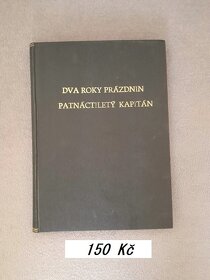 DVA ROKY PRÁZDNIN
PATNÁCTILETÝ KAPITÁN
150 Kč